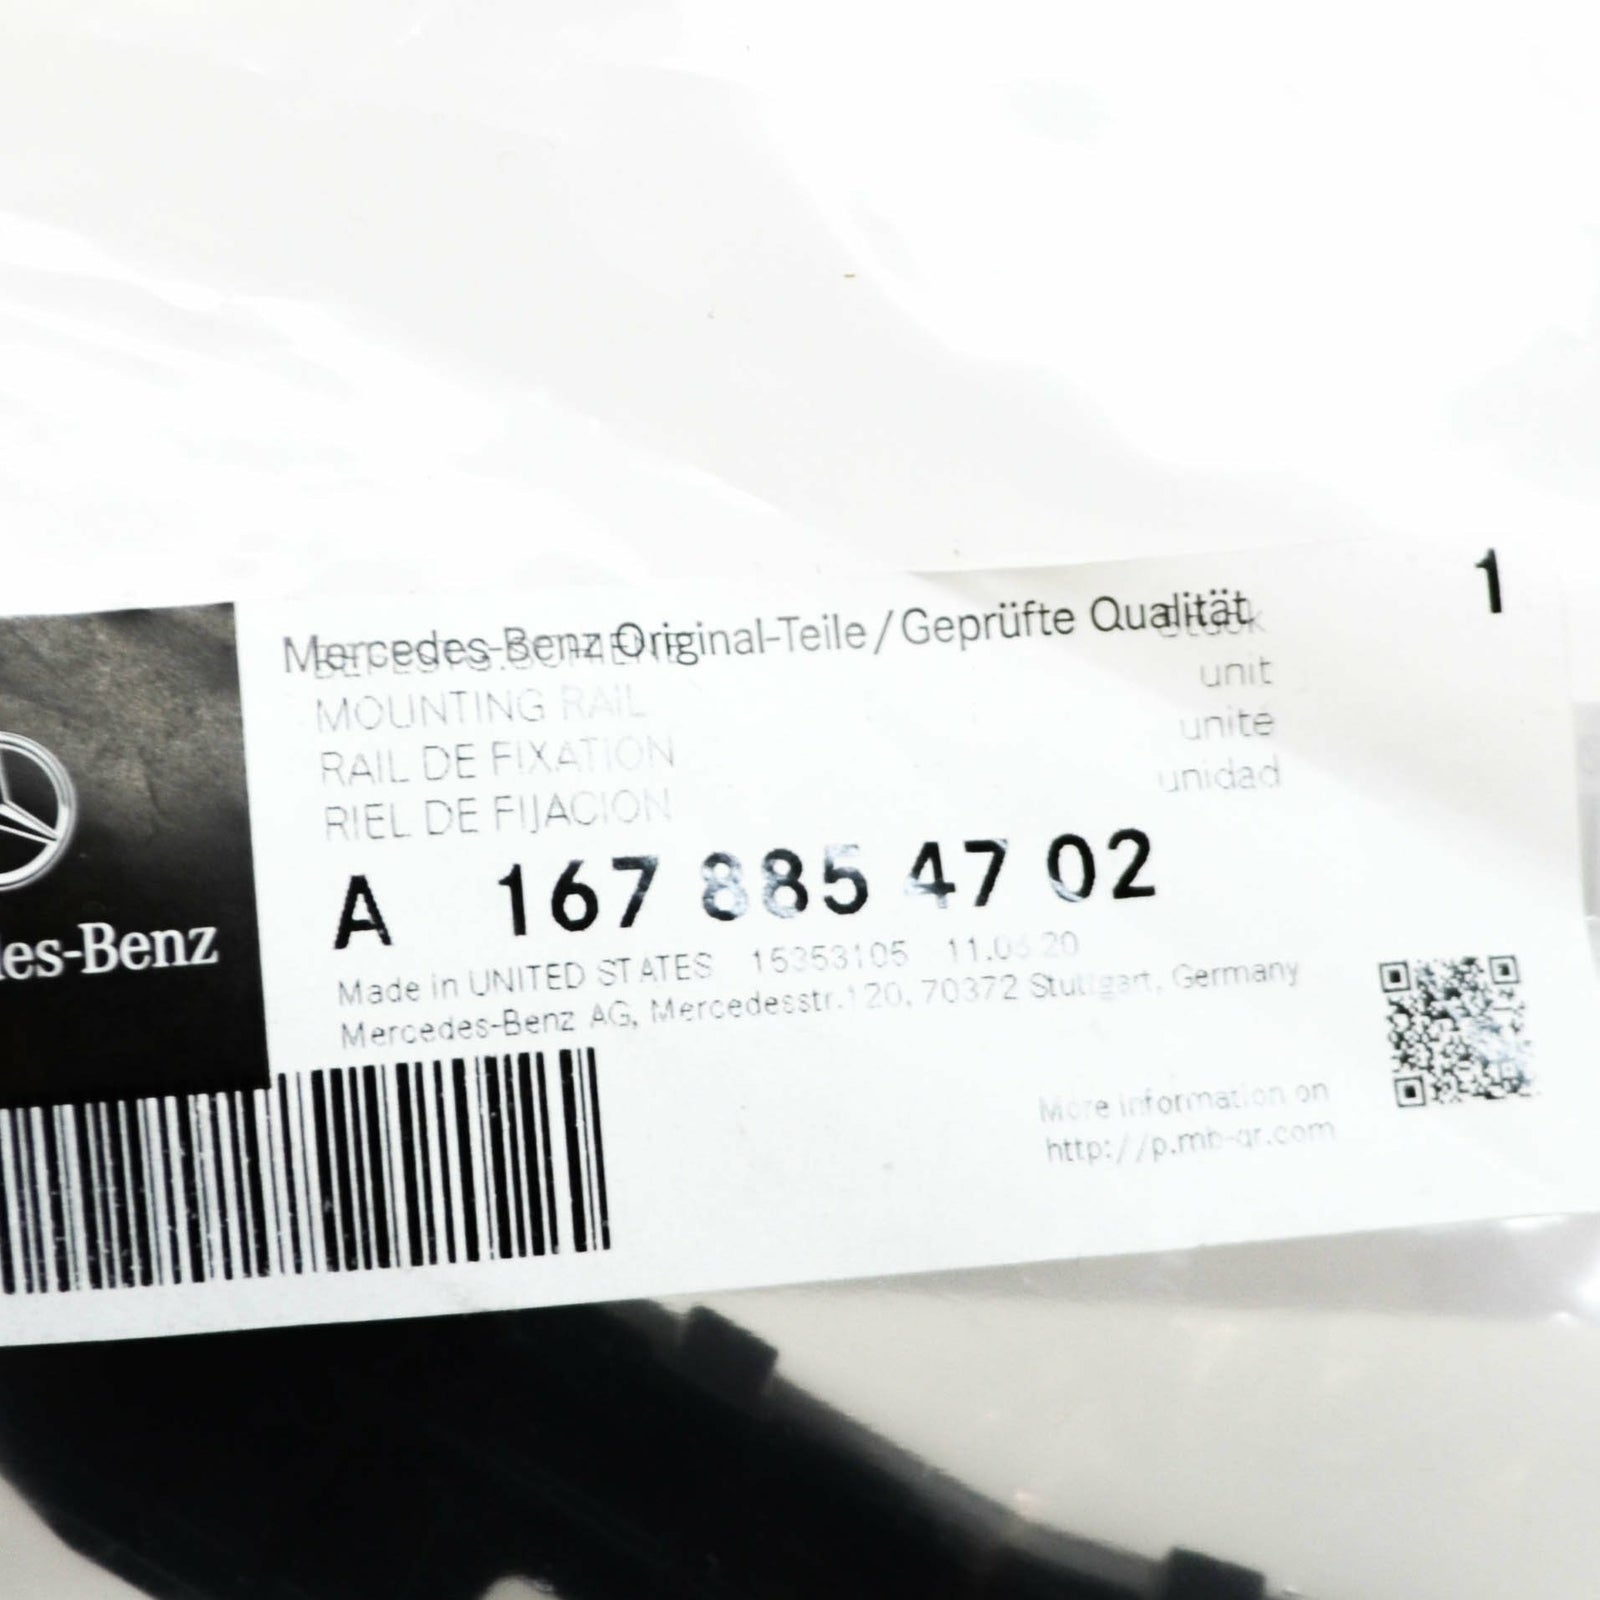 Mercedes-Benz Original-Teile / Geprüfte Qualität
1
MOUNTING RAIL
unit
RAIL DE FIXATION
unité
RIEL DE FIJACION
unidad
A 167 885 47 02
Made in UNITED STATES 15353105
Mercedes-Benz AG, Mercedesstr.120, 70372 Stuttgart, Germany
More information on
http://p.mb-qr.com
des-Benz